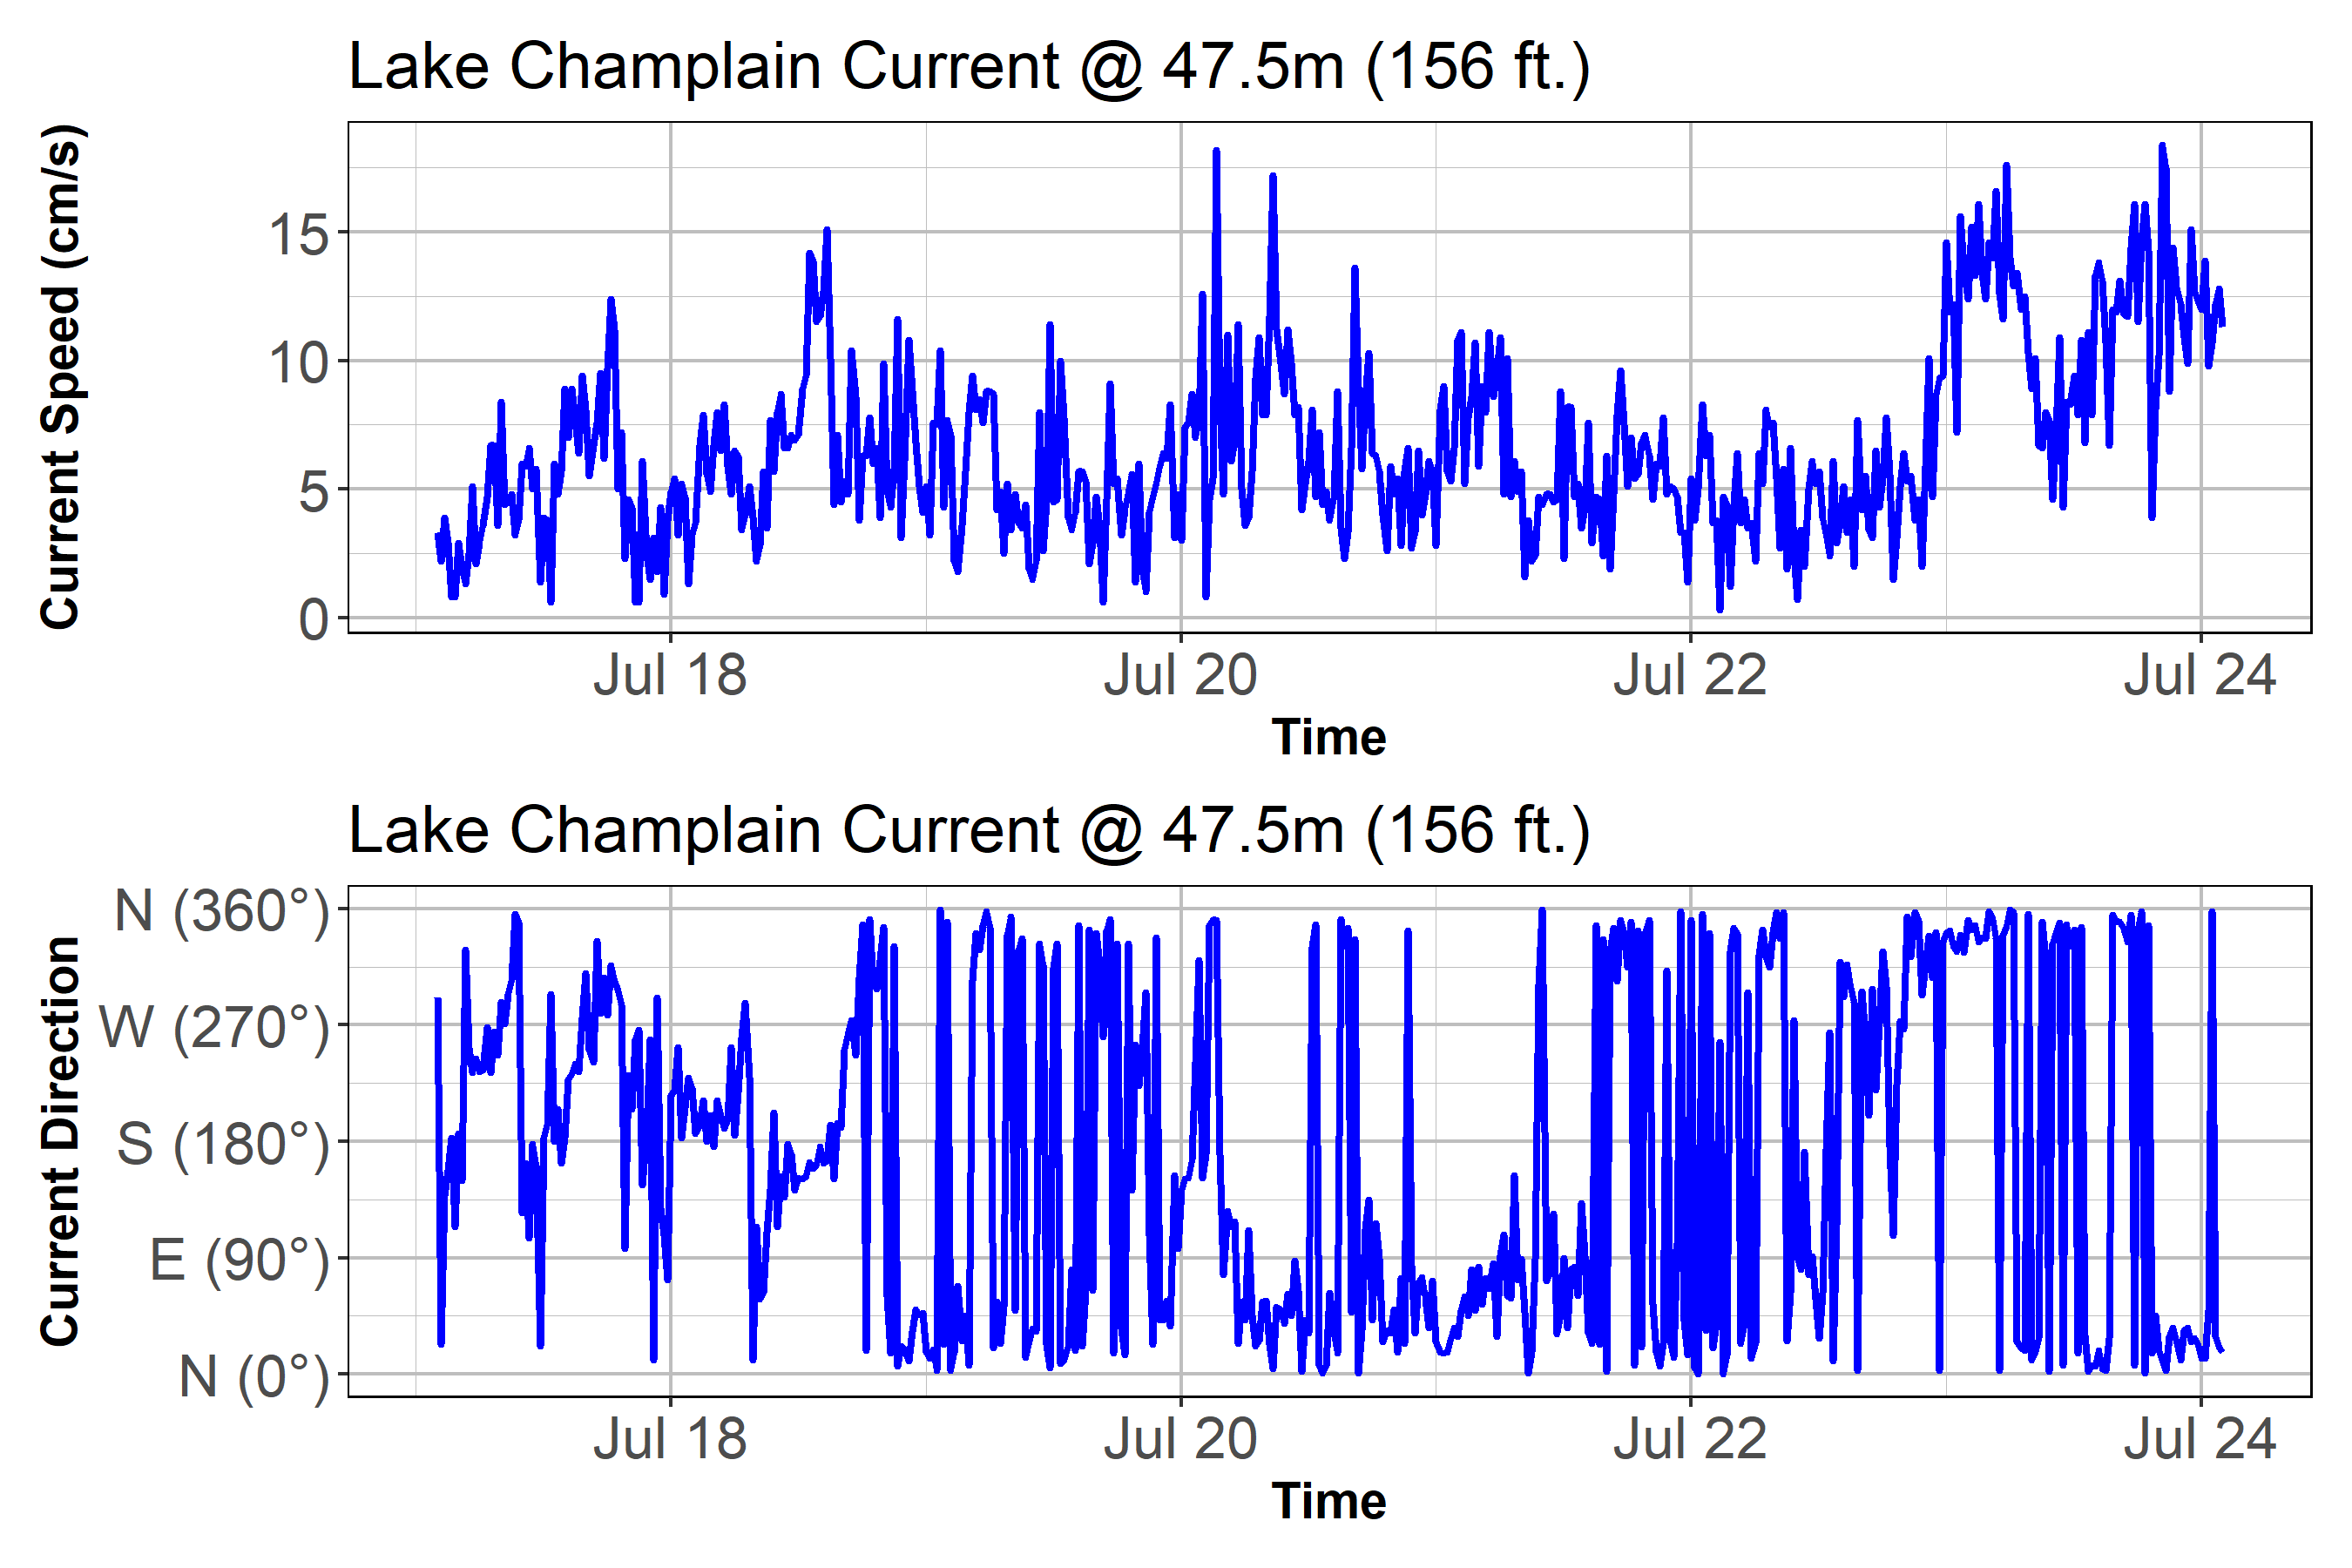 Lake Champlain Current @ 47.5m (156 ft.)
Current Speed (cm/s)
15
10
5
0
Jul 18 Jul 20 Jul 22 Jul 24
Time
Lake Champlain Current @ 47.5m (156 ft.)
Current Direction
N (360°)
W (270°)
S (180°)
E (90°)
N (0°)
Jul 18 Jul 20 Jul 22 Jul 24
Time